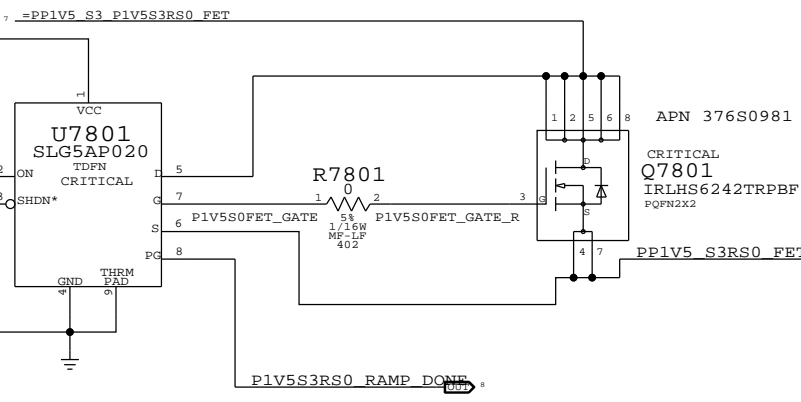 7 =PP1V5_S3_P1V5S3RS0_FET
1
VCC
U7801
SLG5AP020
TDFN
CRITICAL
ON
SHDN*
D 5
G 7
S 6
PG 8
THRM
GND PAD
4 9
R7801
0
1 2
5%
1/16W
MF-LF
402
P1V5S0FET_GATE
P1V5S0FET_GATE_R
1 2 5 6 8
APN 376S0981
CRITICAL
Q7801
IRLHS6242TRPBF
PQFN2X2
D
3 G
S
4 7
PP1V5_S3RS0_FET
P1V5S3RS0_RAMP_DONE
OUT 8